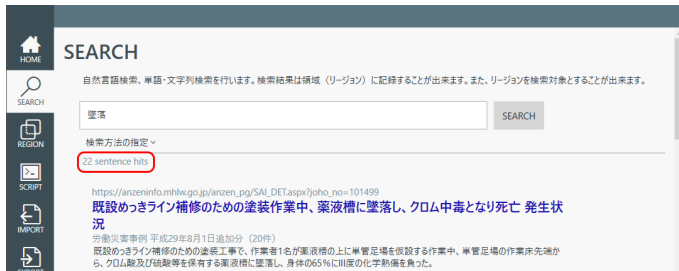 SEARCH
自然言語検索、単語・文字列検索を行います。検索結果は領域（リージョン）に記録することが出来ます。また、リージョンを検索対象とすることが出来ます。
墜落
SEARCH
検索方法の指定
22 sentence hits
https://anzeninfo.mhlw.go.jp/anzen_pg/SAI_DET.aspx?joho_no=101499
既設めっきライン補修のための塗装作業中、薬液槽に墜落し、クロム中毒となり死亡 発生状
況
労働災害事例 平成29年8月1日追加分（20件）
既設めっきライン補修のための塗装工事で、作業者1名が薬液槽の上に単管足場を仮設する作業中、単管足場の作業床先端か
ら、クロム酸及び硫酸等を保有する薬液槽に墜落し、身体の65%にIII度の化学熱傷を負った。
HOME
SEARCH
REGION
SCRIPT
IMPORT